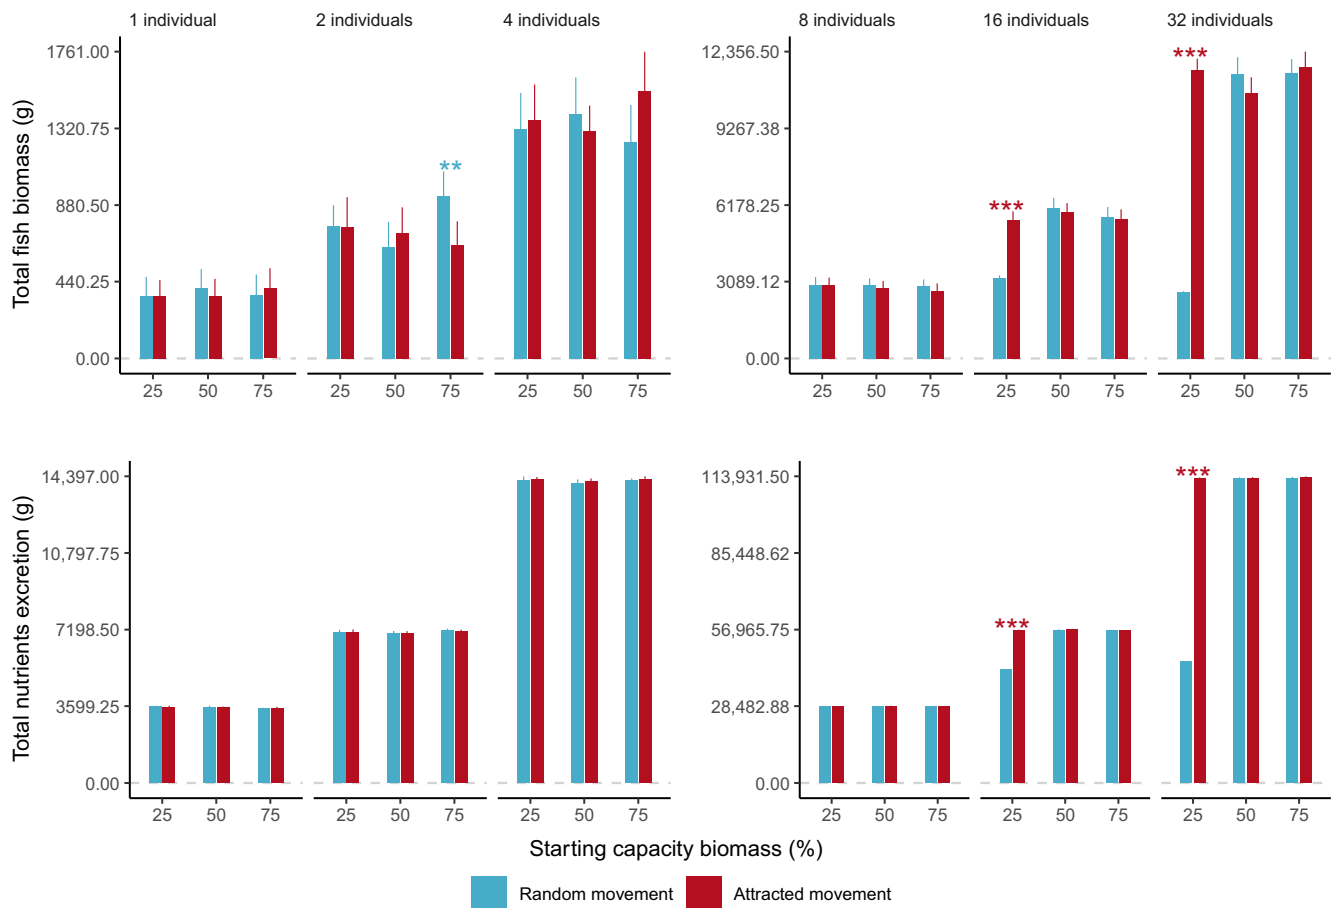 1 individual 2 individuals 4 individuals 8 individuals 16 individuals 32 individuals
Total fish biomass (g)
1761.00
1320.75
880.50
440.25
0.00
**
25 50 75 25 50 75 25 50 75
12,356.50
9267.38
6178.25
3089.12
0.00
***
***
25 50 75 25 50 75 25 50 75
Total nutrients excretion (g)
14,397.00
10,797.75
7198.50
3599.25
0.00
25 50 75 25 50 75 25 50 75
113,931.50
85,448.62
56,965.75
28,482.88
0.00
***
***
25 50 75 25 50 75 25 50 75
Starting capacity biomass (%)
Random movement Attracted movement